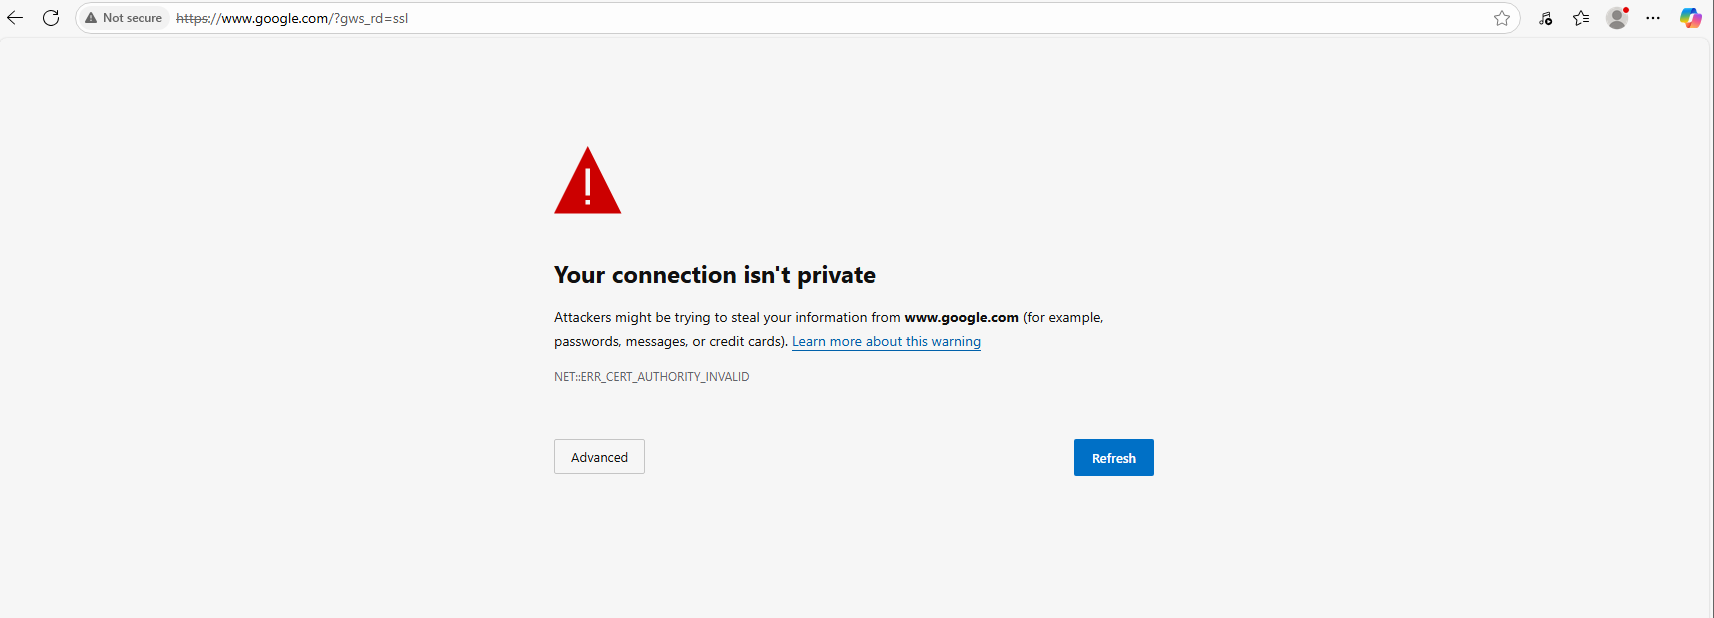 Not secure https://www.google.com/?gws_rd=ssl
Your connection isn't private
Attackers might be trying to steal your information from www.google.com (for example,
passwords, messages, or credit cards). Learn more about this warning
NET::ERR_CERT_AUTHORITY_INVALID
Advanced
Refresh